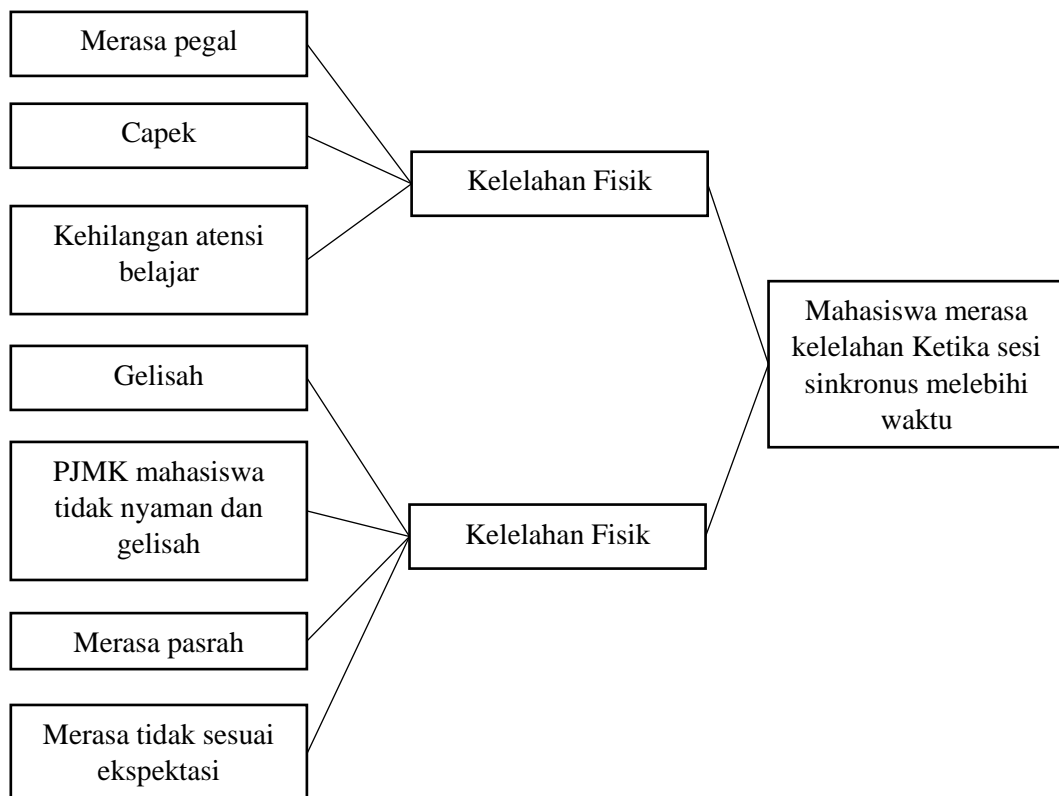 Merasa pegal
Capek
Kehilangan atensi
belajar
Gelisah
PJMK mahasiswa
tidak nyaman dan
gelisah
Merasa pasrah
Merasa tidak sesuai
ekspektasi
Kelelahan Fisik
Kelelahan Fisik
Mahasiswa merasa
kelelahan Ketika sesi
sinkronus melebihi
waktu